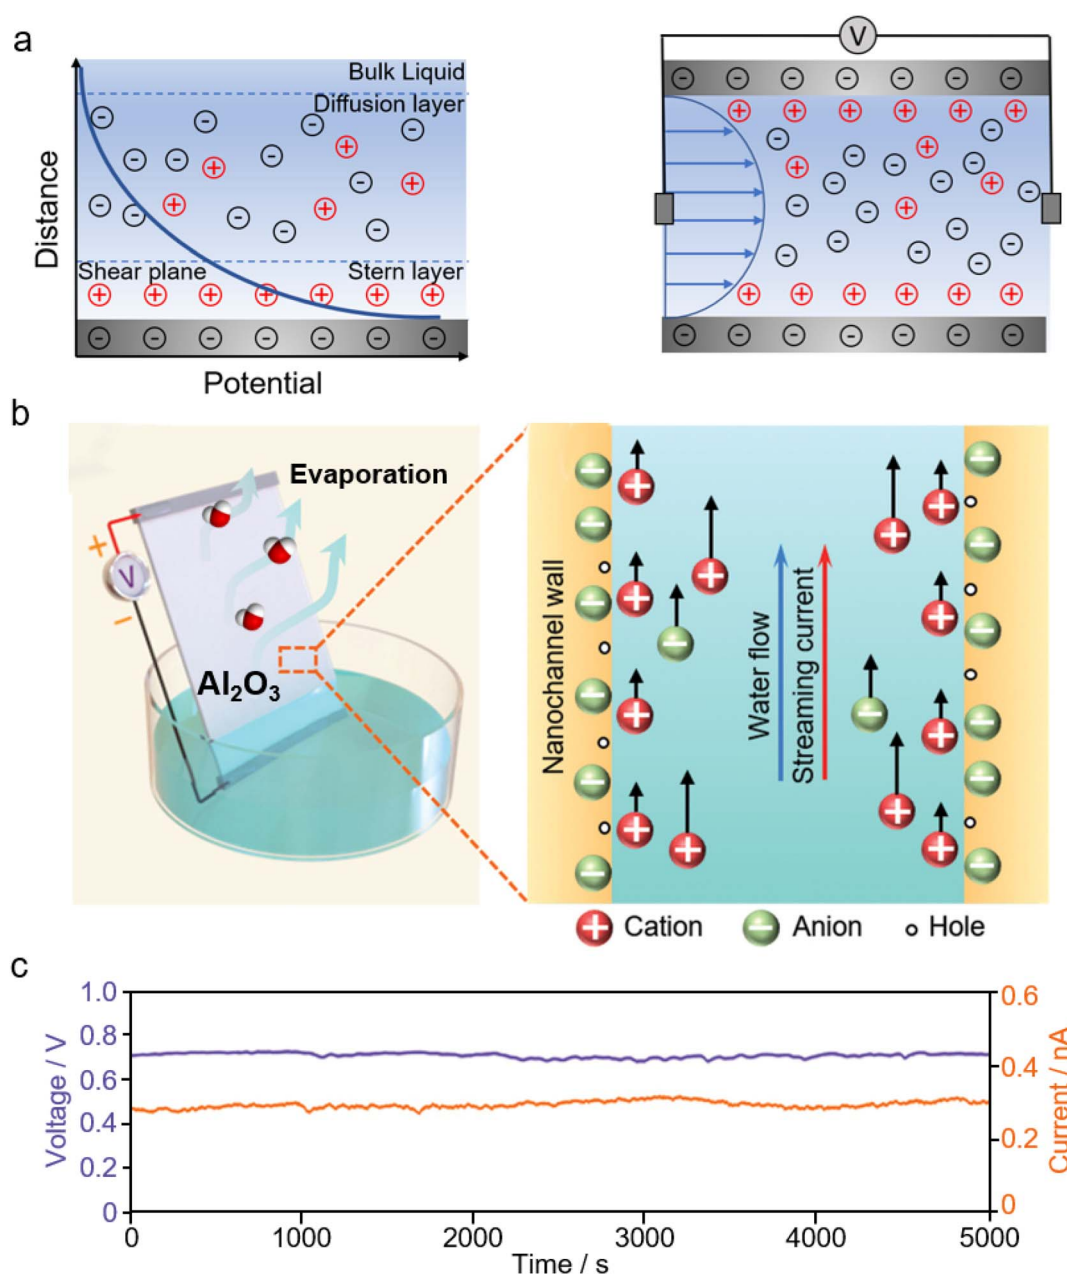 a
Bulk Liquid
Diffusion layer
Shear plane
Stern layer
Distance
Potential
V
b
Evaporation
+
V
−
Al₂O₃
Nanochannel wall
Water flow
Streaming current
Cation
Anion
Hole
c
Voltage / V
1.0
0.8
0.6
0.4
0.2
0
0.6
0.4
0.2
0
Current / nA
0
1000
2000
3000
4000
5000
Time / s